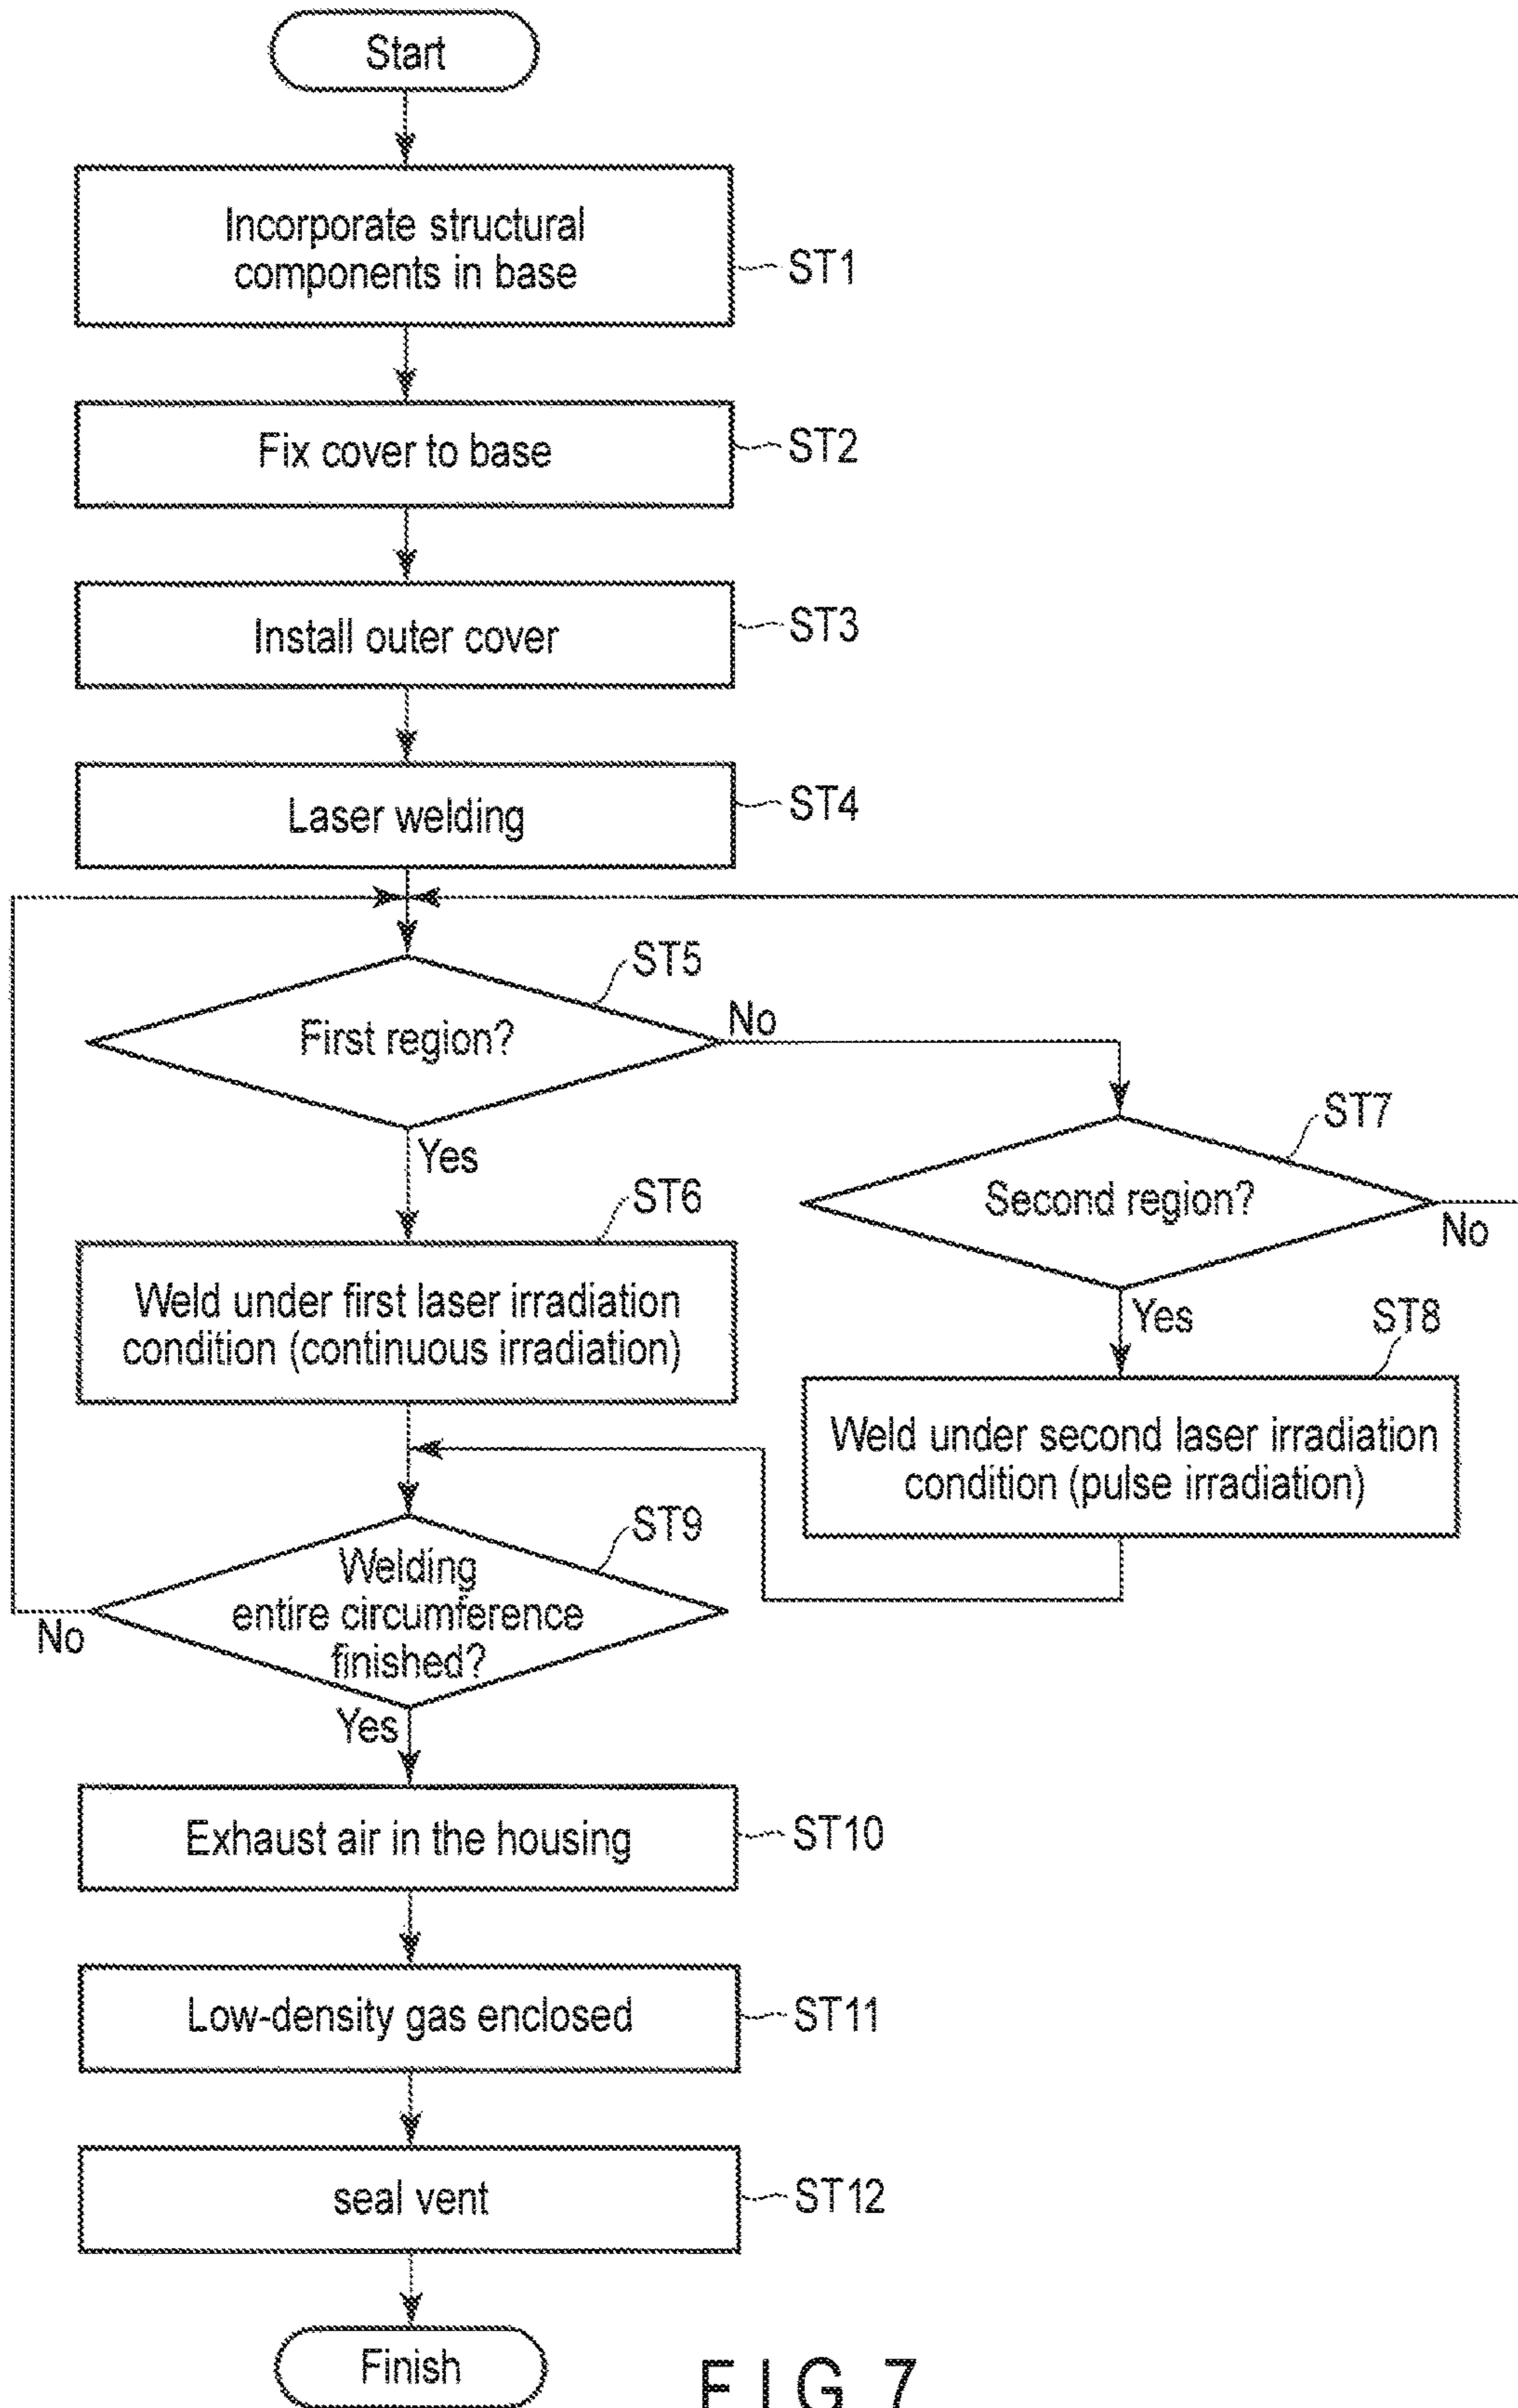 Start
Incorporate structural
components in base
ST1
Fix cover to base
ST2
Install outer cover
ST3
Laser welding
ST4
ST5
First region?
No
Yes
ST7
Second region?
No
Yes
ST6
Weld under first laser irradiation
condition (continuous irradiation)
ST8
Weld under second laser irradiation
condition (pulse irradiation)
ST9
Welding
entire circumference
finished?
No
Yes
Exhaust air in the housing
ST10
Low-density gas enclosed
ST11
seal vent
ST12
Finish
FIG. 7